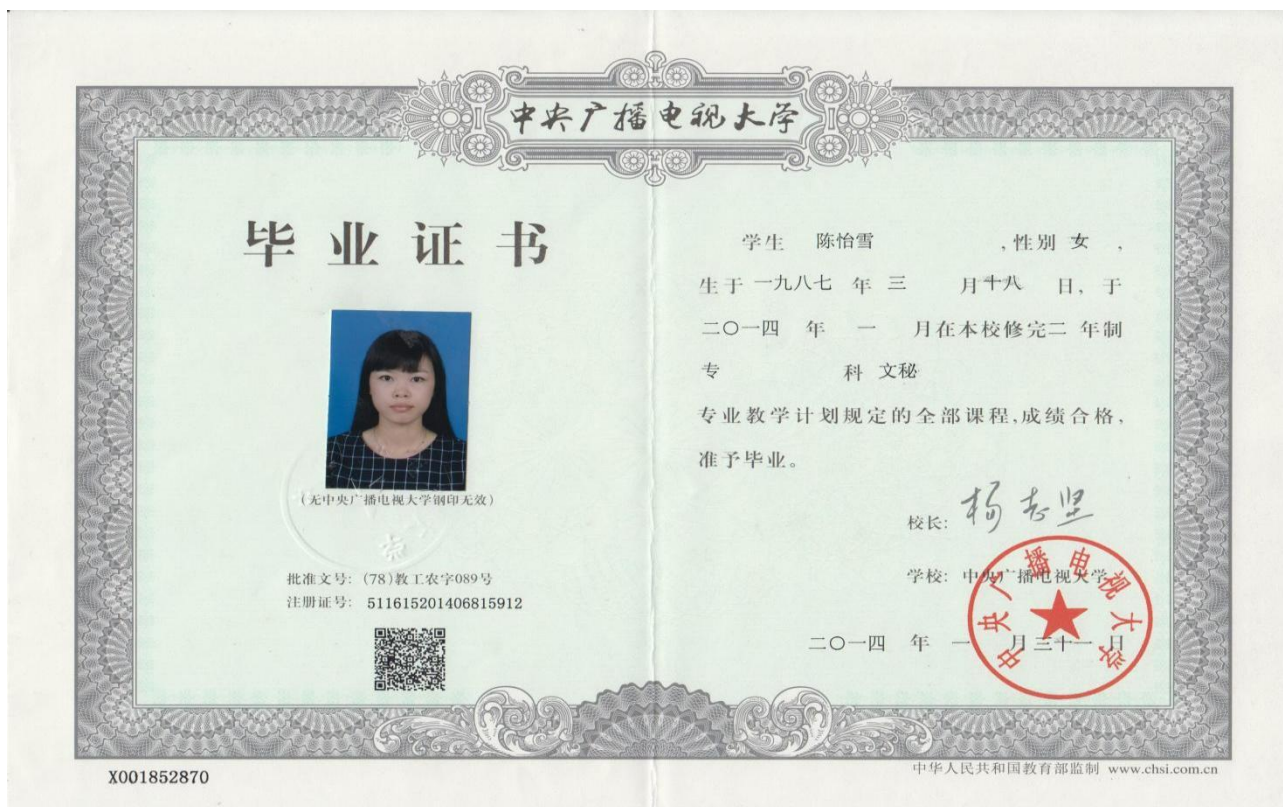 中央广播电视大学
毕业证书
(无中央广播电视大学钢印无效)
批准文号: (78)教工农字089号
注册证号: 511615201406815912
X001852870
学生 陈怡雪 ,性别 女 ,
生于 一九八七 年 三 月 十八 日, 于
二〇一四 年 一 月在本校修完二 年制
专 科 文秘
专业教学计划规定的全部课程,成绩合格,
准予毕业。
校长: 杨志坚
学校: 中央广播电视大学
中央广播电视大学
二〇一四 年 一 月三十一日
中华人民共和国教育部监制 www.chsi.com.cn